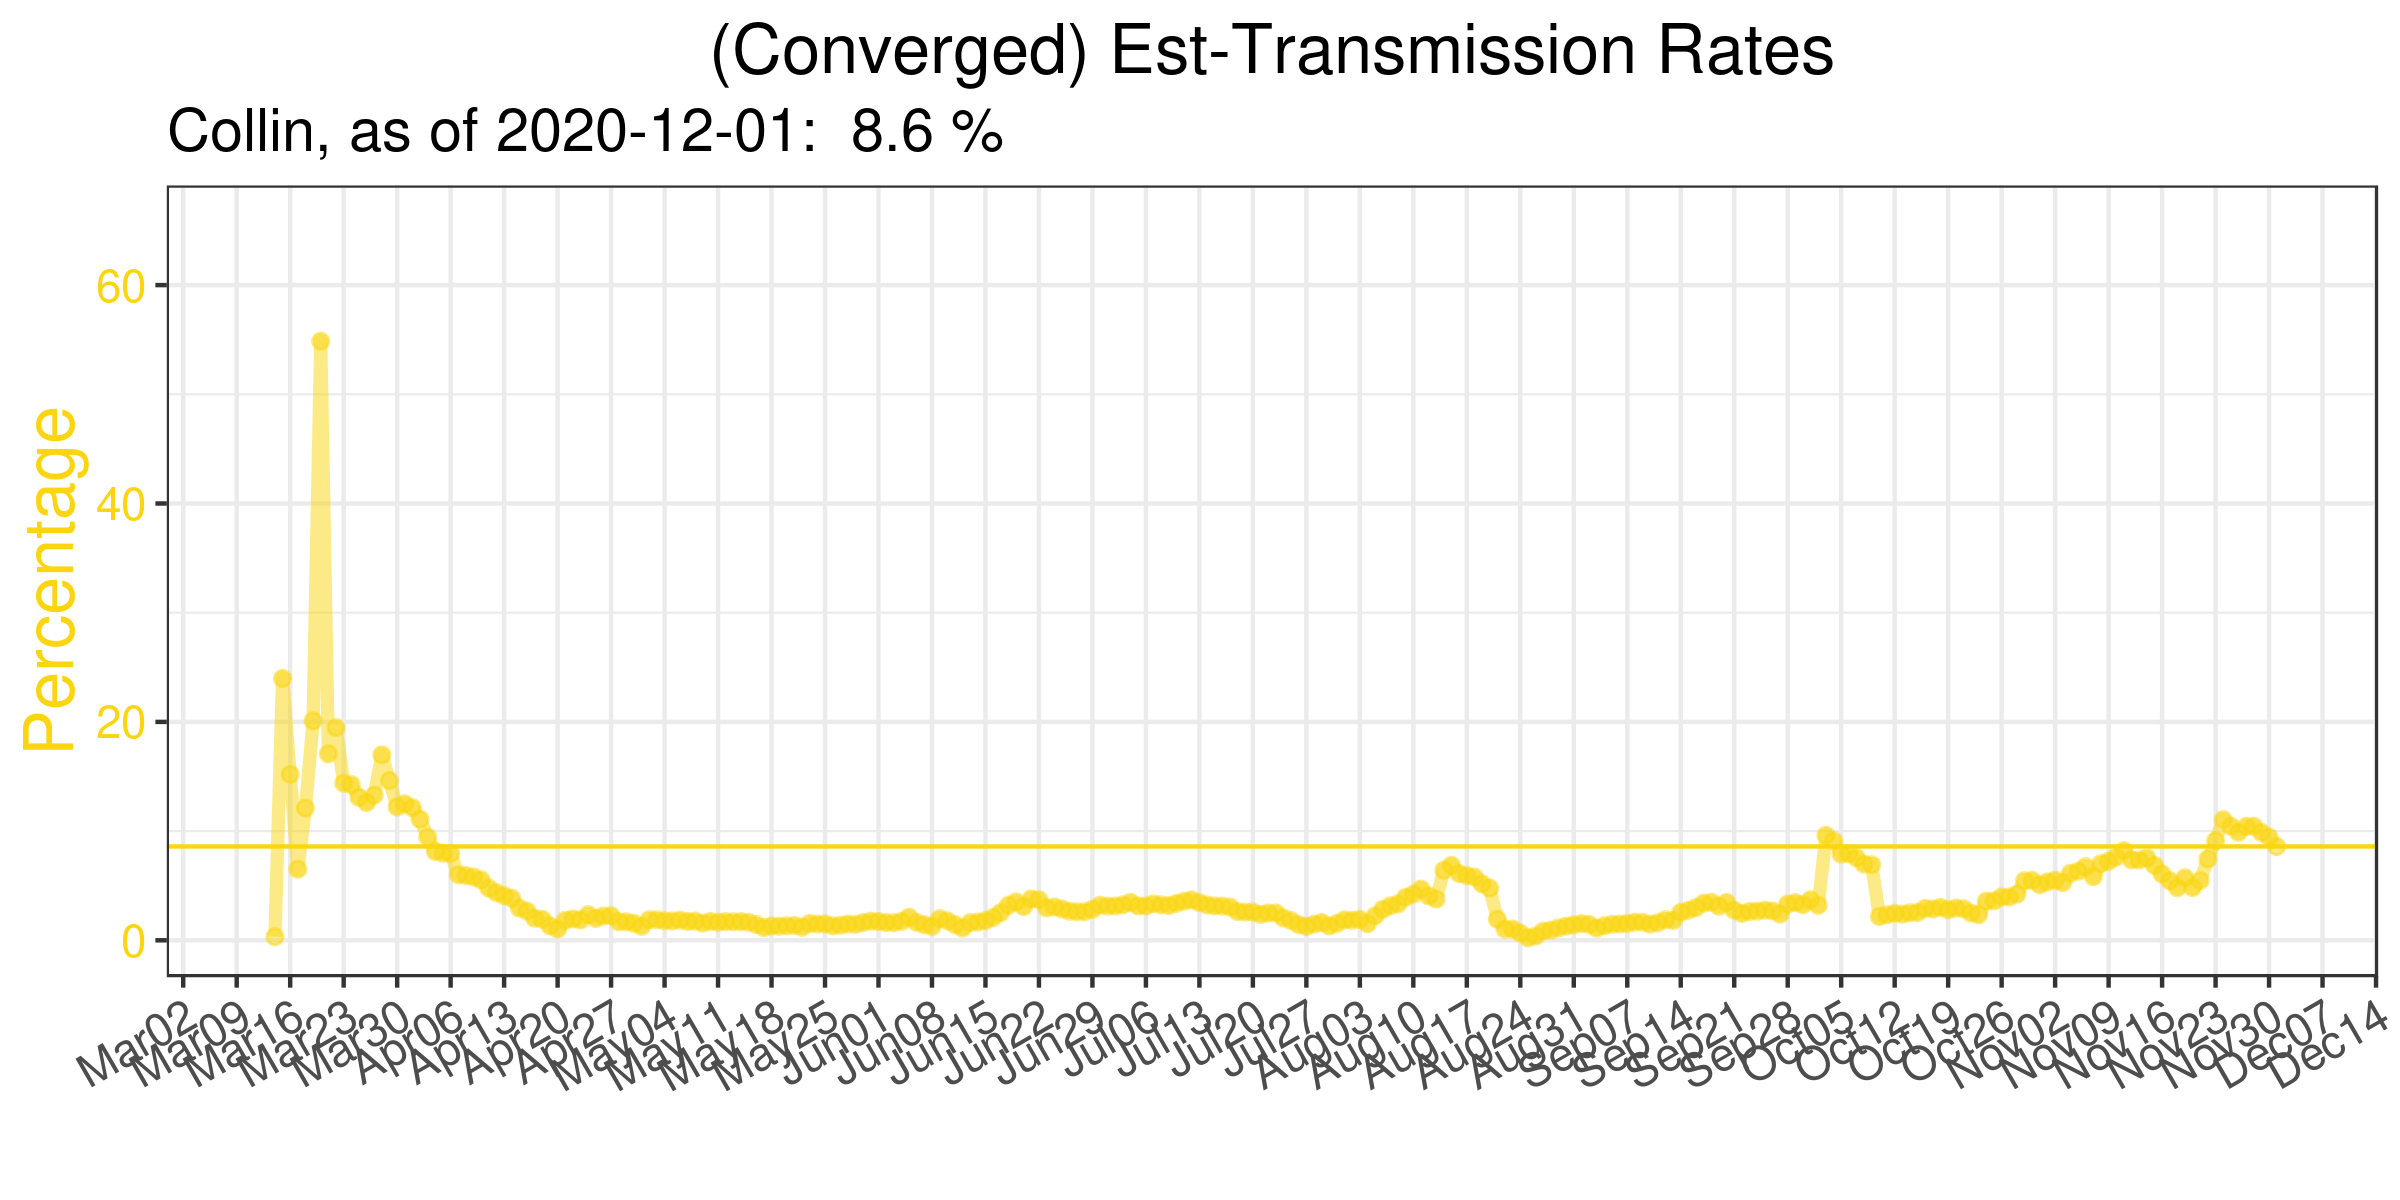 (Converged) Est-Transmission Rates
Collin, as of 2020-12-01:  8.6 %
Percentage
60
40
20
0
Mar02
Mar09
Mar16
Mar23
Mar30
Apr06
Apr13
Apr20
Apr27
May04
May11
May18
May25
Jun01
Jun08
Jun15
Jun22
Jun29
Jul06
Jul13
Jul20
Jul27
Aug03
Aug10
Aug17
Aug24
Aug31
Sep07
Sep14
Sep21
Sep28
Oct05
Oct12
Oct19
Oct26
Nov02
Nov09
Nov16
Nov23
Nov30
Dec07
Dec14